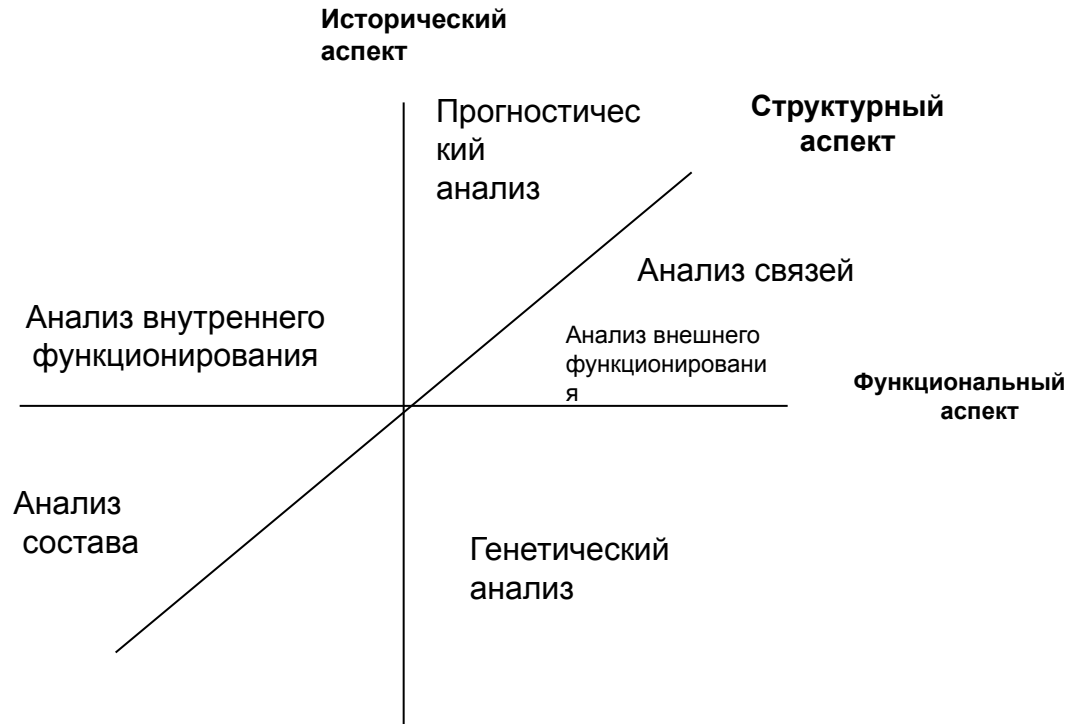 Исторический
аспект
Прогностичес
кий
анализ
Структурный
аспект
Анализ связей
Анализ внутреннего
функционирования
Анализ внешнего
функционировани
я
Функциональный
аспект
Анализ
состава
Генетический
анализ